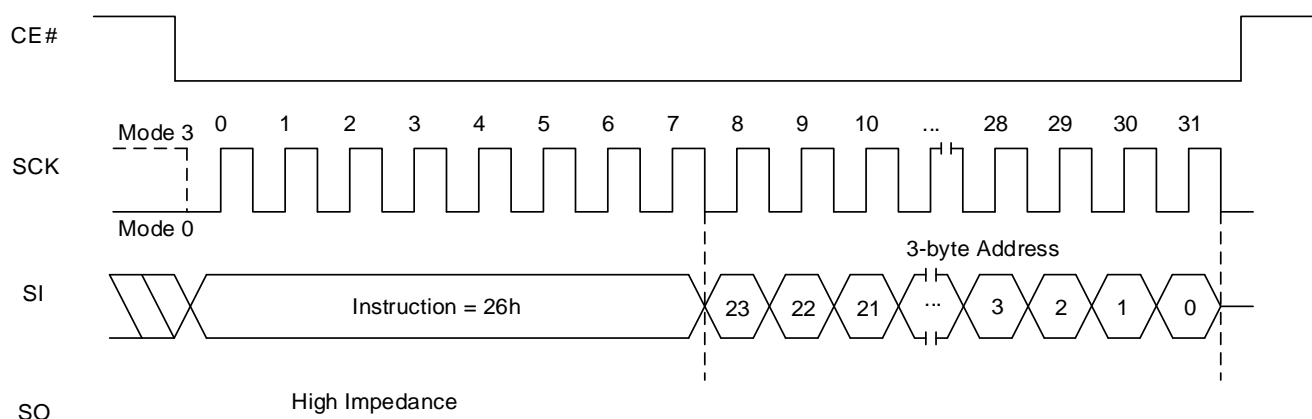 CE#
Mode 3
0 1 2 3 4 5 6 7 8 9 10 ... 28 29 30 31
SCK
Mode 0
3-byte Address
SI
Instruction = 26h
23 22 21 ... 3 2 1 0
High Impedance
SO